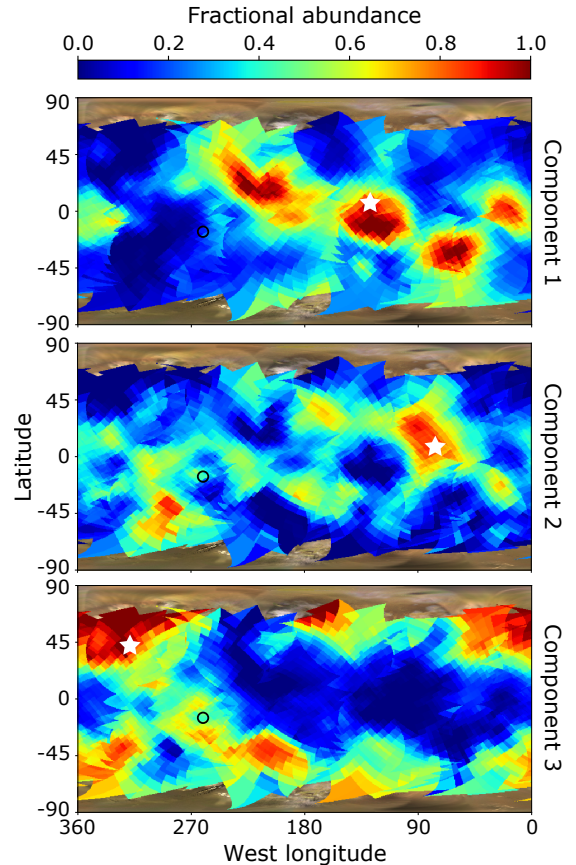 Fractional abundance
0.0 0.2 0.4 0.6 0.8 1.0
90
45
0
-45
-90
Component 1
90
45
0
-45
-90
Component 2
Latitude
90
45
0
-45
-90
Component 3
360 270 180 90 0
West longitude